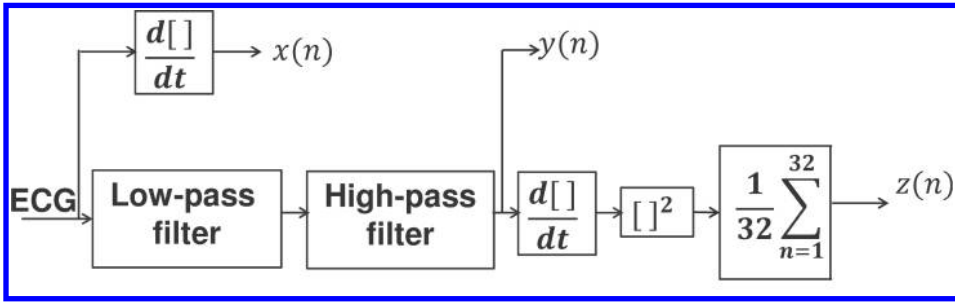 d[ ]
dt
x(n)
y(n)
ECG
Low-pass
filter
High-pass
filter
d[ ]
dt
[ ]²
1
32
32
∑
n=1
z(n)